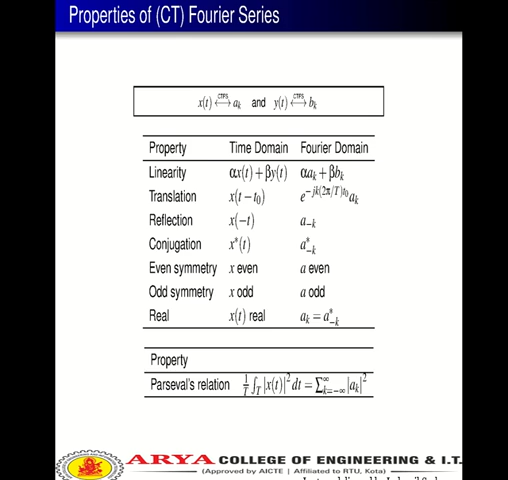 Properties of (CT) Fourier Series
x(t) ⟷^{CTFS} a_k and y(t) ⟷^{CTFS} b_k
Property Time Domain Fourier Domain
Linearity αx(t) + βy(t) αa_k + βb_k
Translation x(t − t_0) e^{−jk(2π/T)t_0} a_k
Reflection x(−t) a_{−k}
Conjugation x*(t) a*_{−k}
Even symmetry x even a even
Odd symmetry x odd a odd
Real x(t) real a_k = a*_{−k}
Property
Parseval's relation 1/T ∫_T |x(t)|² dt = ∑_{k=−∞}^{∞} |a_k|²
ARYA COLLEGE OF ENGINEERING & I.T.
(Approved by AICTE | Affiliated to RTU, Kota)